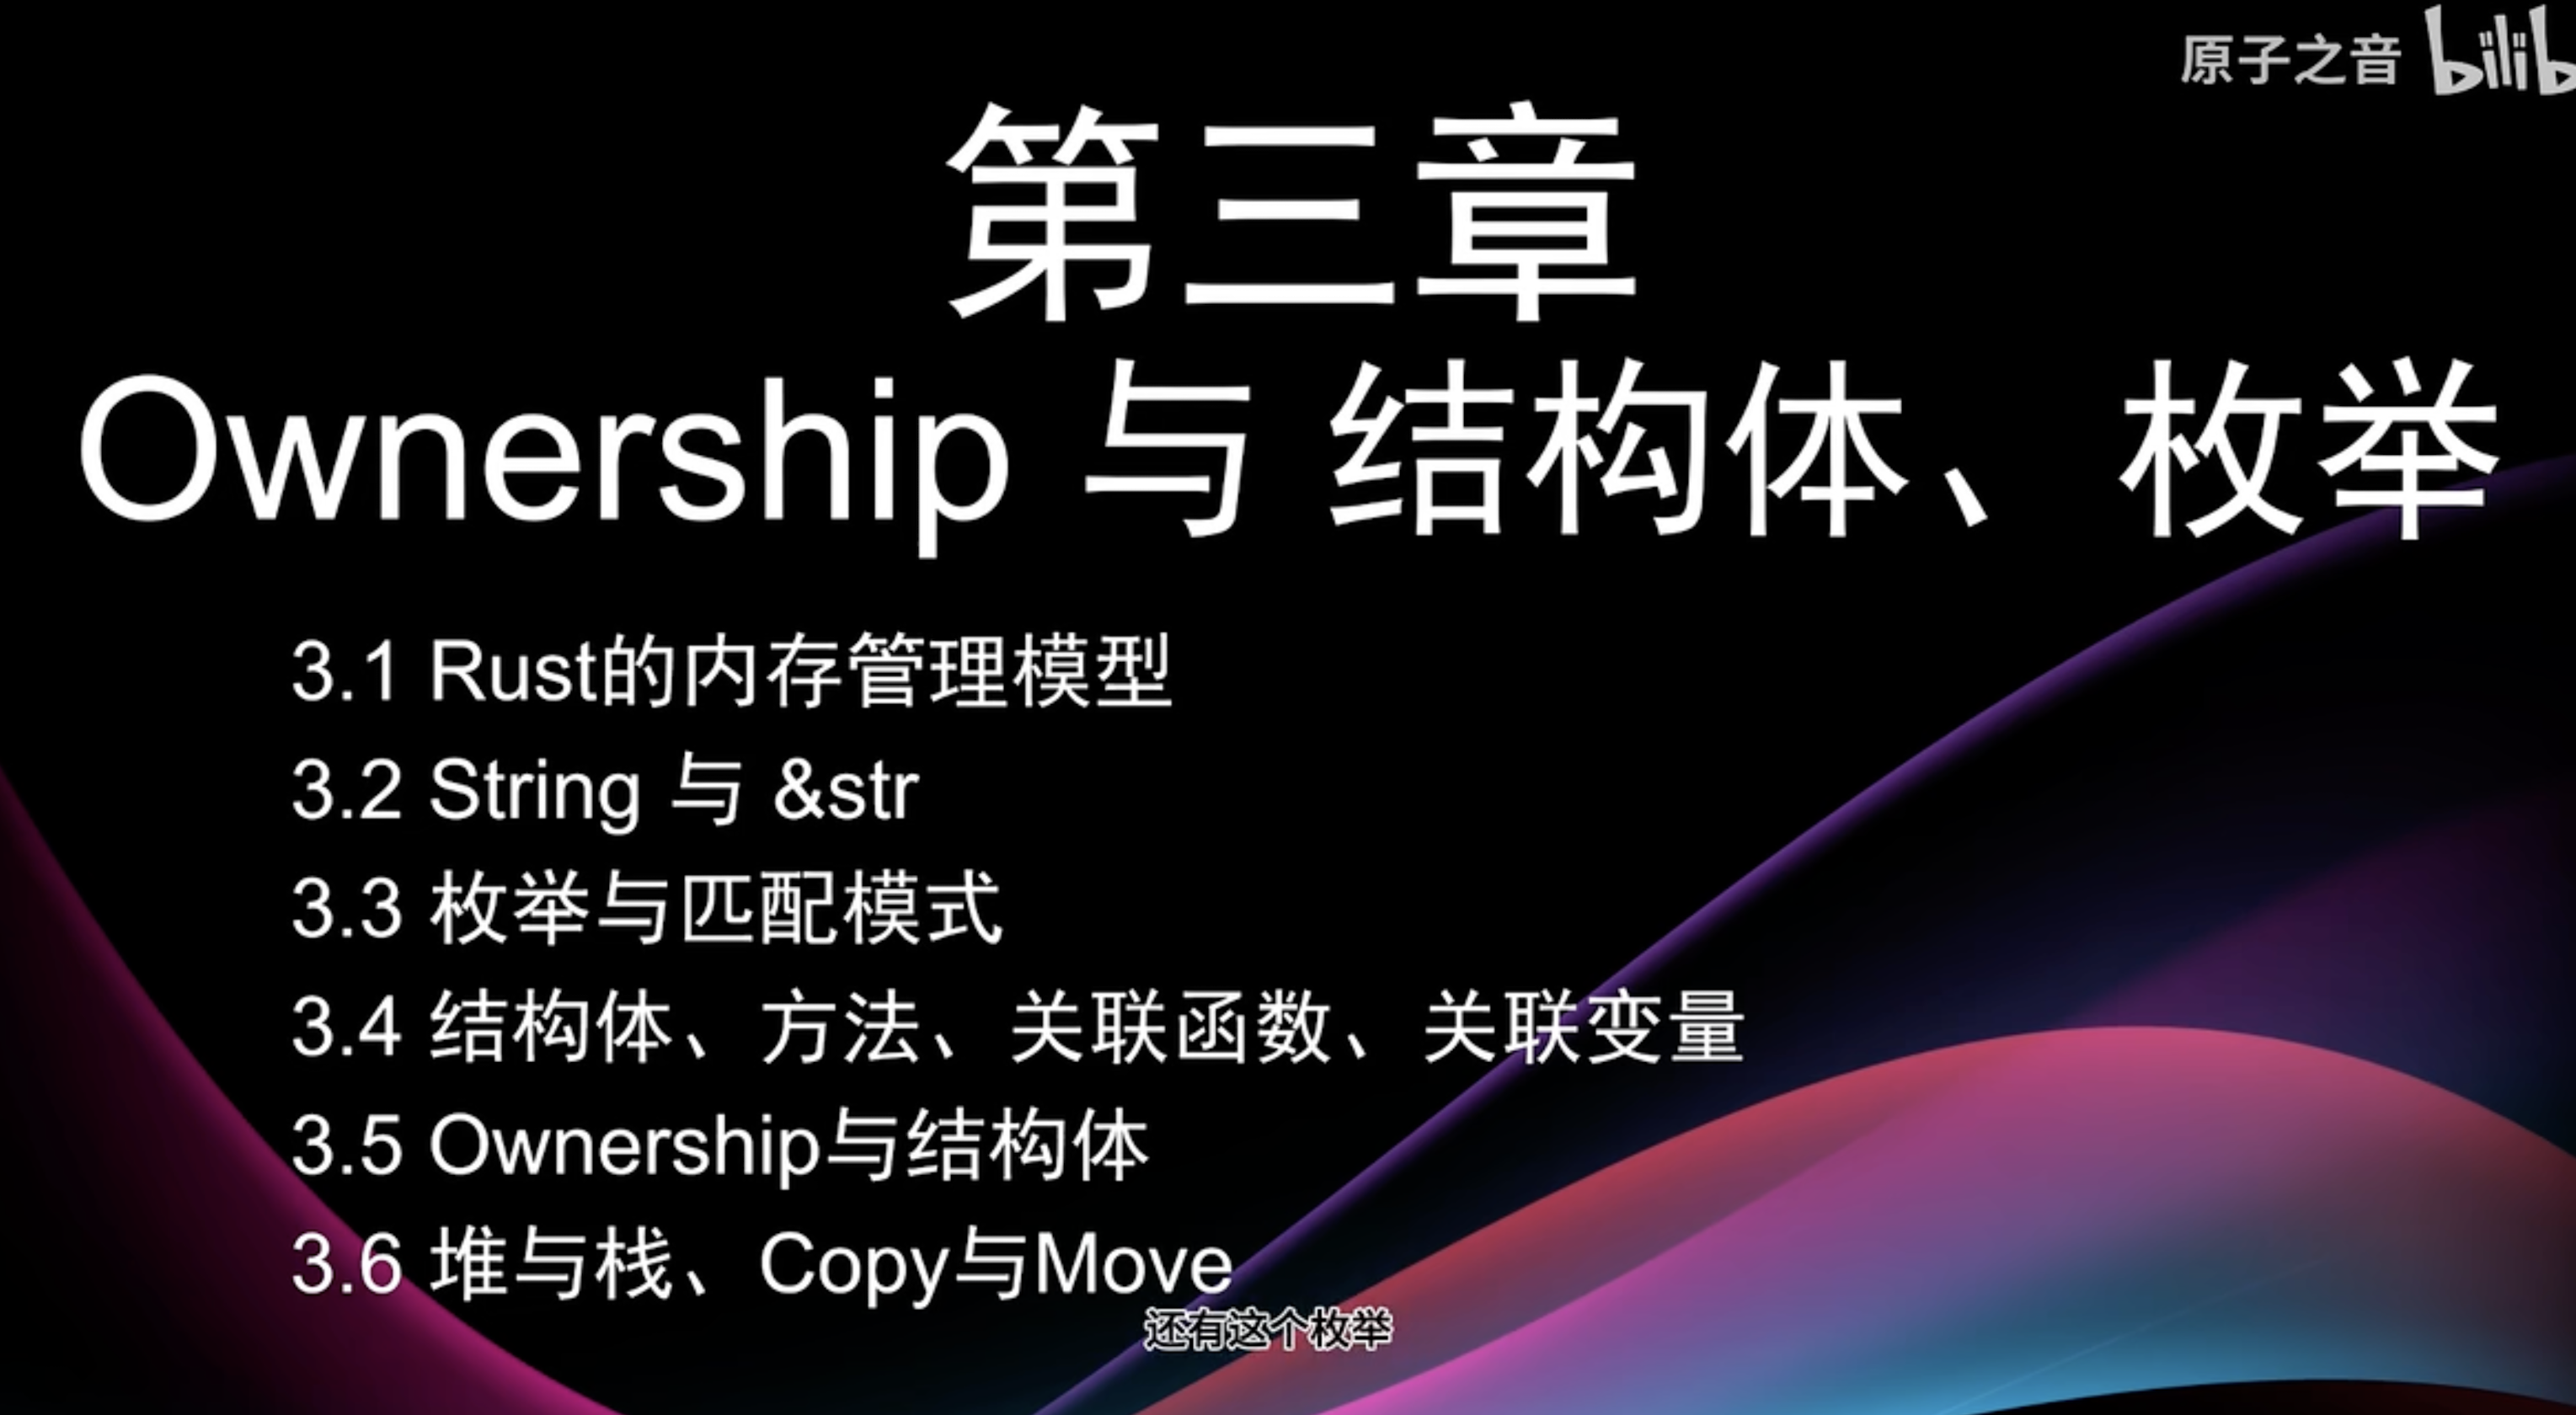 原子之音 bilib
第三章
Ownership 与 结构体、枚举
3.1 Rust的内存管理模型
3.2 String 与 &str
3.3 枚举与匹配模式
3.4 结构体、方法、关联函数、关联变量
3.5 Ownership与结构体
3.6 堆与栈、Copy与Move
还有这个枚举